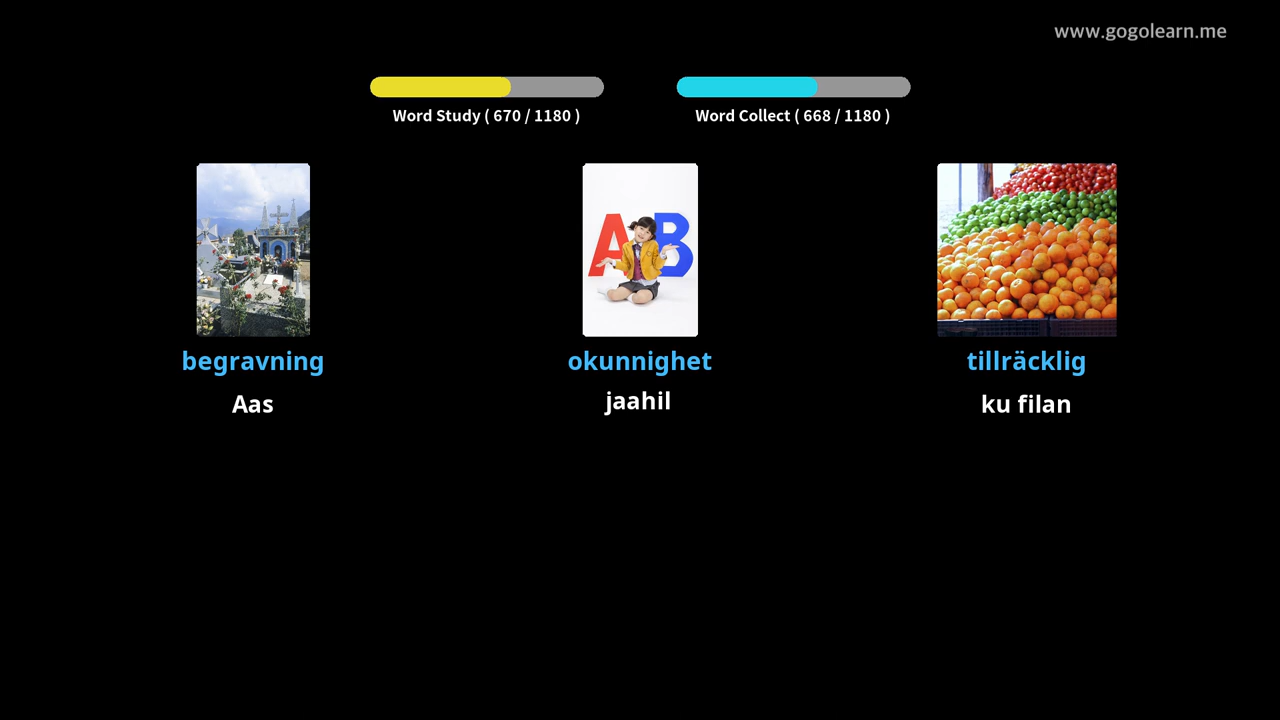 www.gogolearn.me
Word Study ( 670 / 1180 )
Word Collect ( 668 / 1180 )
A B
begravning
okunnighet
tillräcklig
Aas
jaahil
ku filan